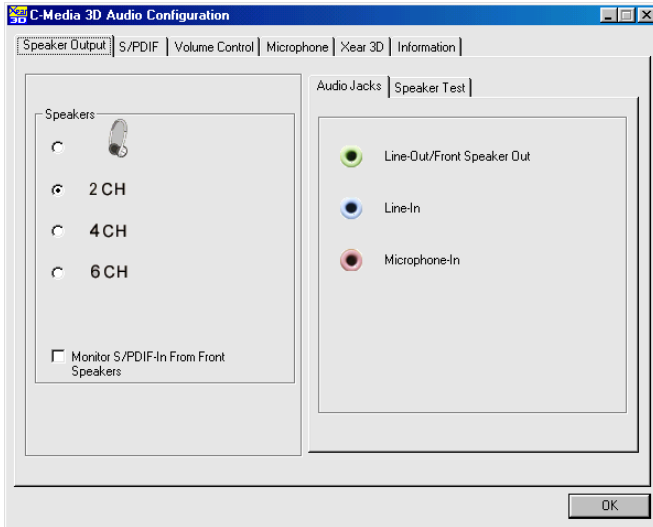 Xear
3D C-Media 3D Audio Configuration
Speaker Output S/PDIF Volume Control Microphone Xear 3D Information
Audio Jacks Speaker Test
Speakers
2 CH
4 CH
6 CH
Monitor S/PDIF-In From Front
Speakers
Line-Out/Front Speaker Out
Line-In
Microphone-In
OK